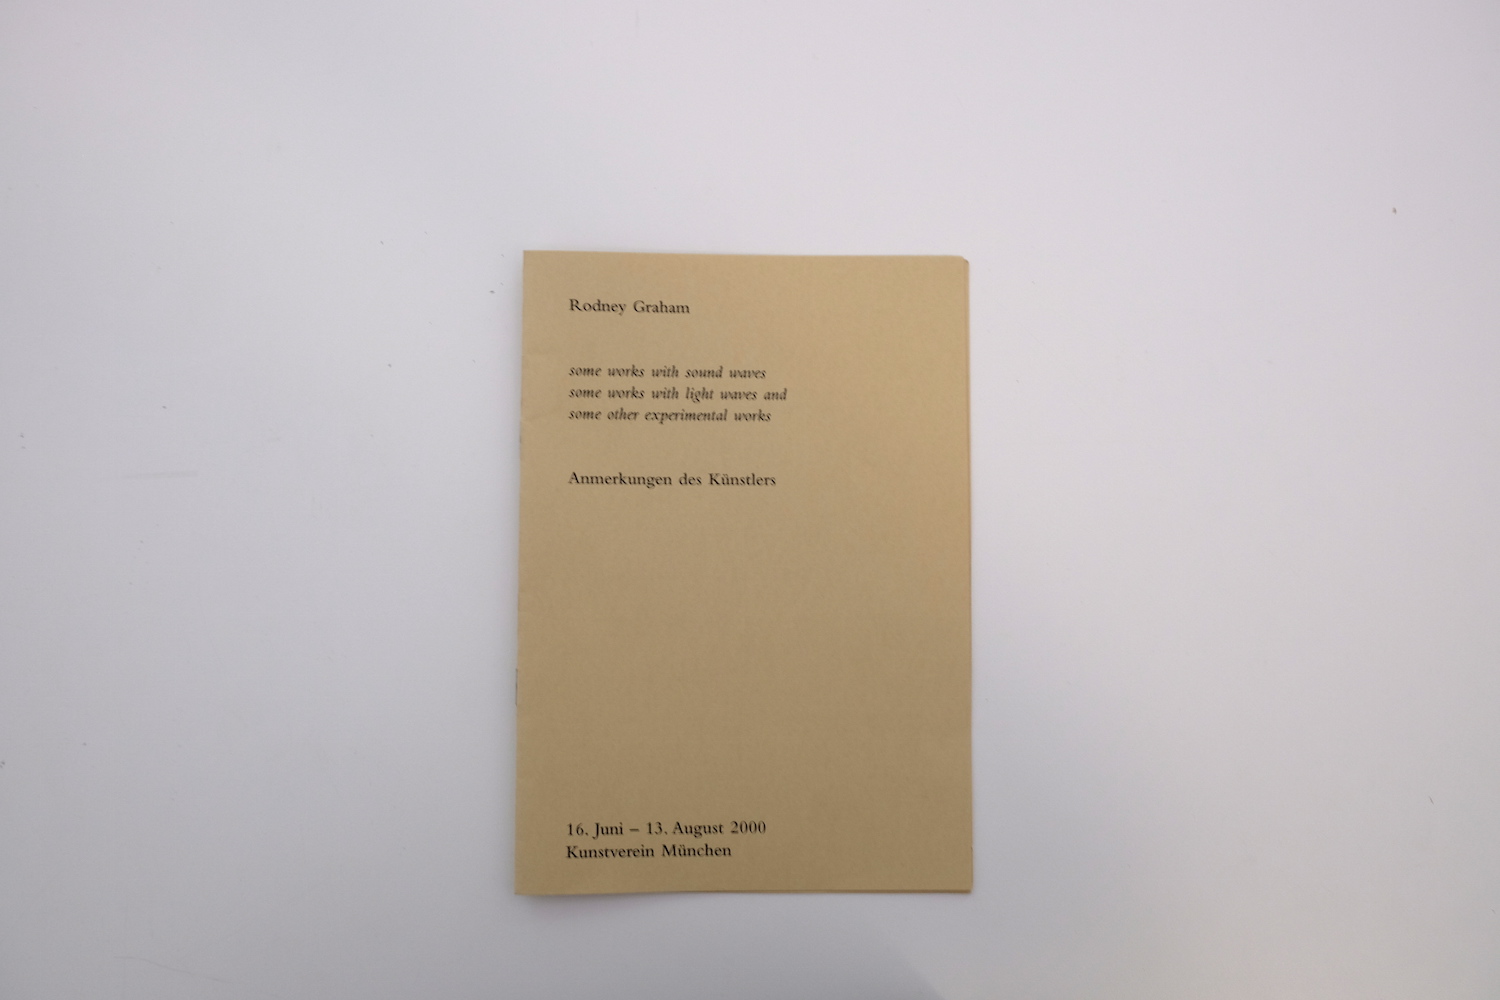 Rodney Graham
some works with sound waves
some works with light waves and
some other experimental works
Anmerkungen des Künstlers
16. Juni – 13. August 2000
Kunstverein München